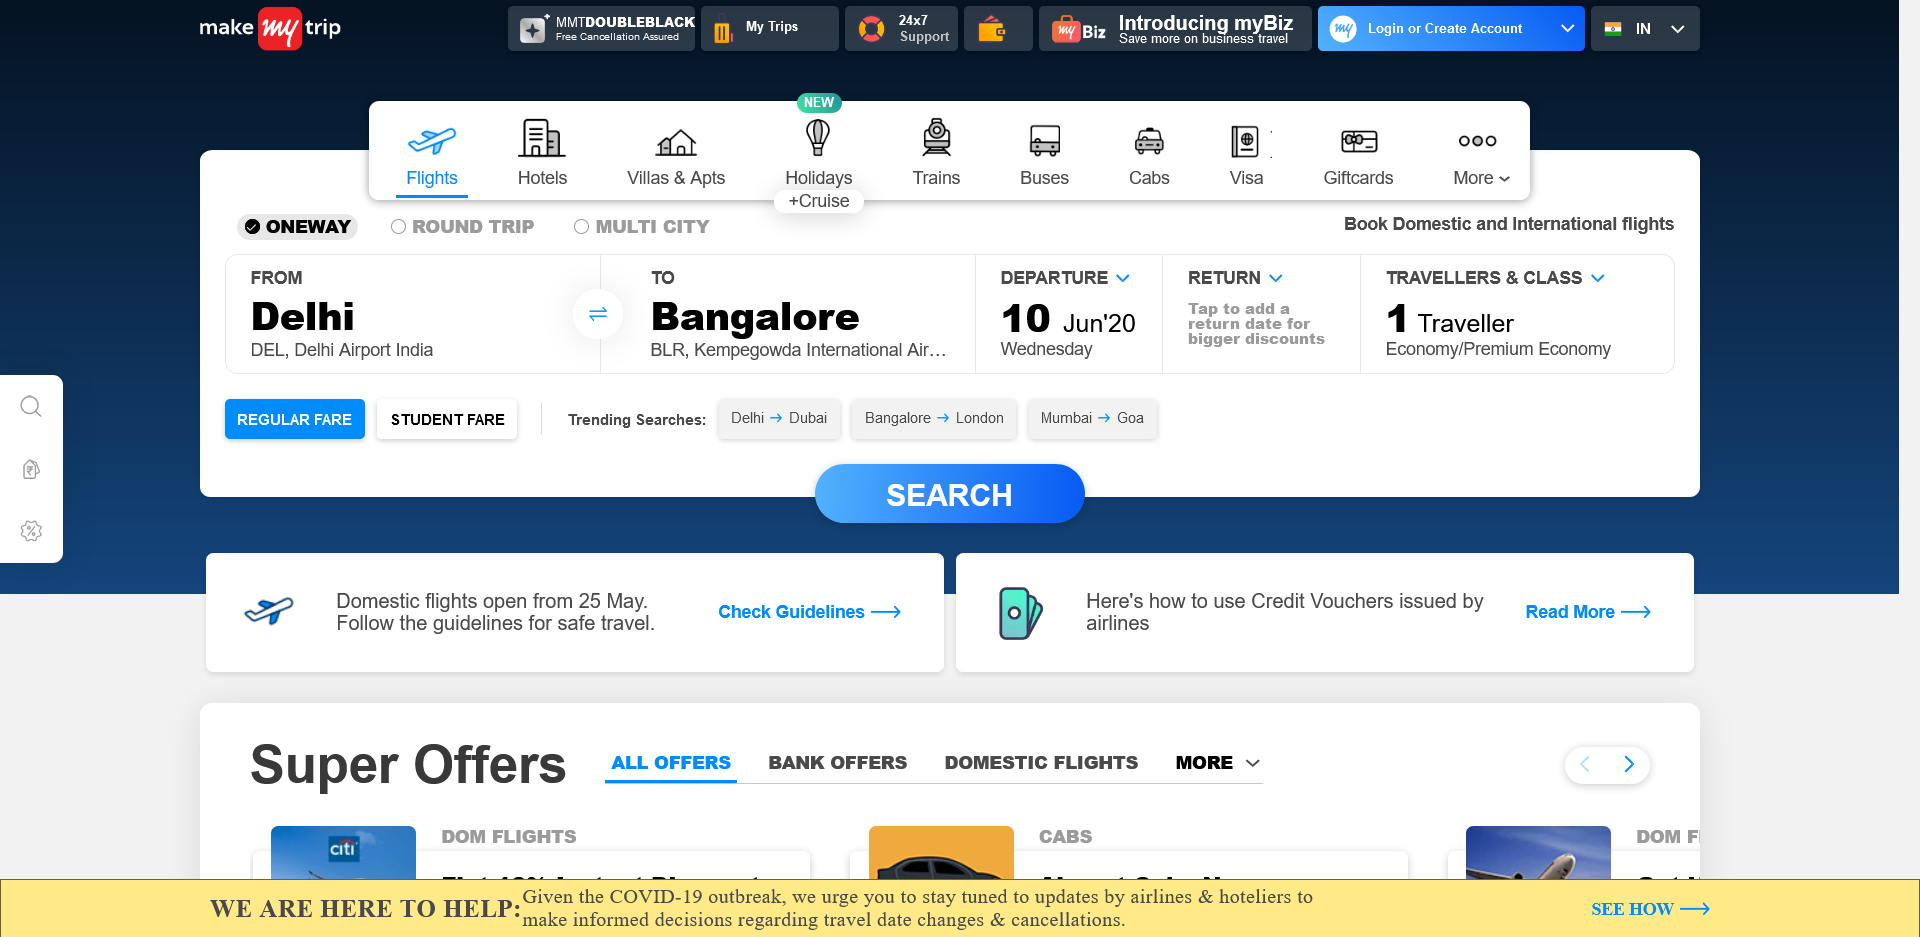 make my trip
MMTDOUBLEBLACK
Free Cancellation Assured
My Trips
24x7
Support
my Biz
Introducing myBiz
Save more on business travel
my
Login or Create Account
IN
NEW
Flights
Hotels
Villas & Apts
Holidays
+Cruise
Trains
Buses
Cabs
Visa
Giftcards
More
ONEWAY
ROUND TRIP
MULTI CITY
Book Domestic and International flights
FROM
Delhi
DEL, Delhi Airport India
TO
Bangalore
BLR, Kempegowda International Air...
DEPARTURE
10 Jun'20
Wednesday
RETURN
Tap to add a
return date for
bigger discounts
TRAVELLERS & CLASS
1 Traveller
Economy/Premium Economy
REGULAR FARE
STUDENT FARE
Trending Searches:
Delhi → Dubai
Bangalore → London
Mumbai → Goa
SEARCH
Domestic flights open from 25 May.
Follow the guidelines for safe travel.
Check Guidelines
Here's how to use Credit Vouchers issued by
airlines
Read More
Super Offers
ALL OFFERS
BANK OFFERS
DOMESTIC FLIGHTS
MORE
citi
DOM FLIGHTS
CABS
DOM
WE ARE HERE TO HELP:
Given the COVID-19 outbreak, we urge you to stay tuned to updates by airlines & hoteliers to
make informed decisions regarding travel date changes & cancellations.
SEE HOW